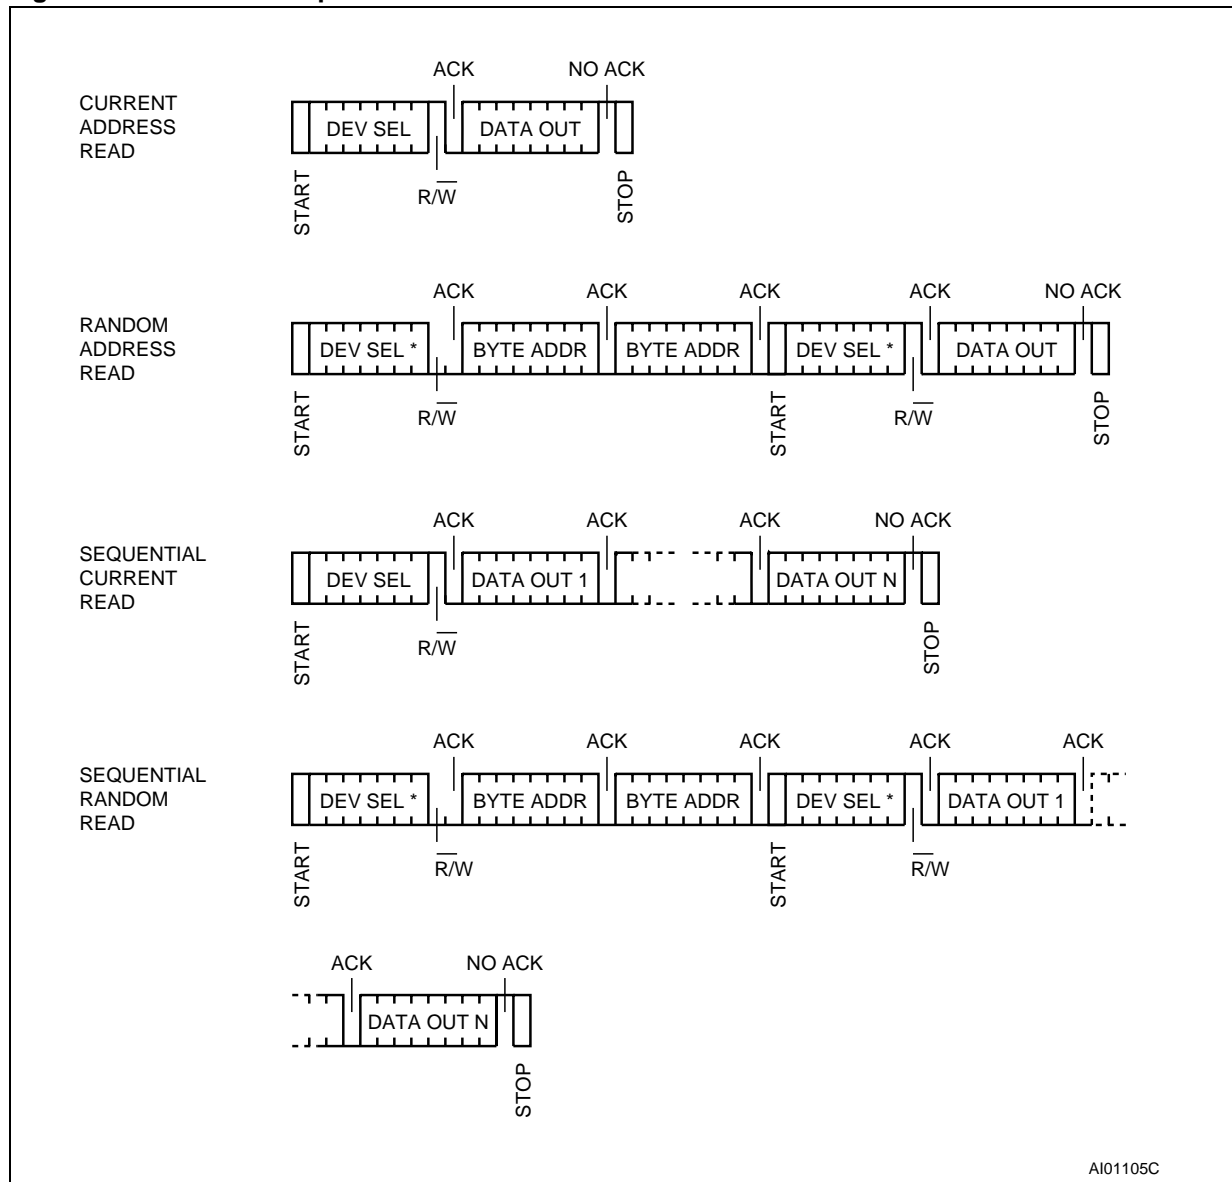 ACK NO ACK
CURRENT
ADDRESS
READ
DEV SEL DATA OUT
START R/W̅ STOP
ACK ACK ACK ACK NO ACK
RANDOM
ADDRESS
READ
DEV SEL * BYTE ADDR BYTE ADDR DEV SEL * DATA OUT
START R/W̅ START R/W̅ STOP
ACK ACK ACK NO ACK
SEQUENTIAL
CURRENT
READ
DEV SEL DATA OUT 1 DATA OUT N
START R/W̅ STOP
ACK ACK ACK ACK ACK
SEQUENTIAL
RANDOM
READ
DEV SEL * BYTE ADDR BYTE ADDR DEV SEL * DATA OUT 1
START R̅/W START R̅/W
ACK NO ACK
DATA OUT N
STOP
AI01105C